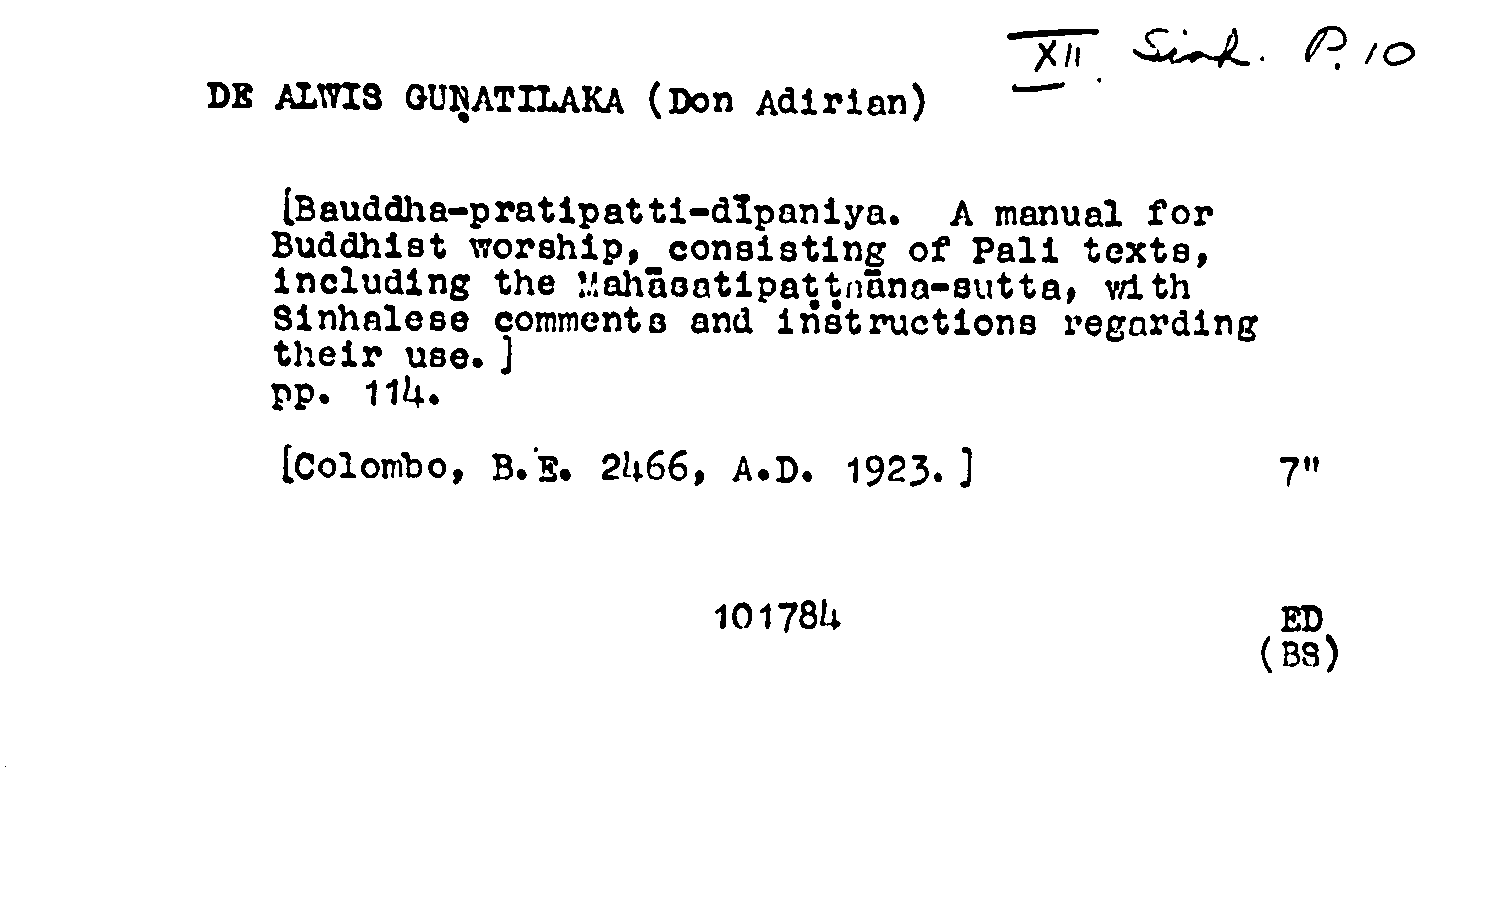 XII. Sinh. P. 10
DE ALWIS GUṆATILAKA (Don Adirian)
[Bauddha-pratipatti-dīpaniya. A manual for
Buddhist worship, consisting of Pali texts,
including the Mahāsatipaṭṭhāna-sutta, with
Sinhalese comments and instructions regarding
their use.]
pp. 114.
[Colombo, B.E. 2466, A.D. 1923.] 7"
101784 ED
(BS)